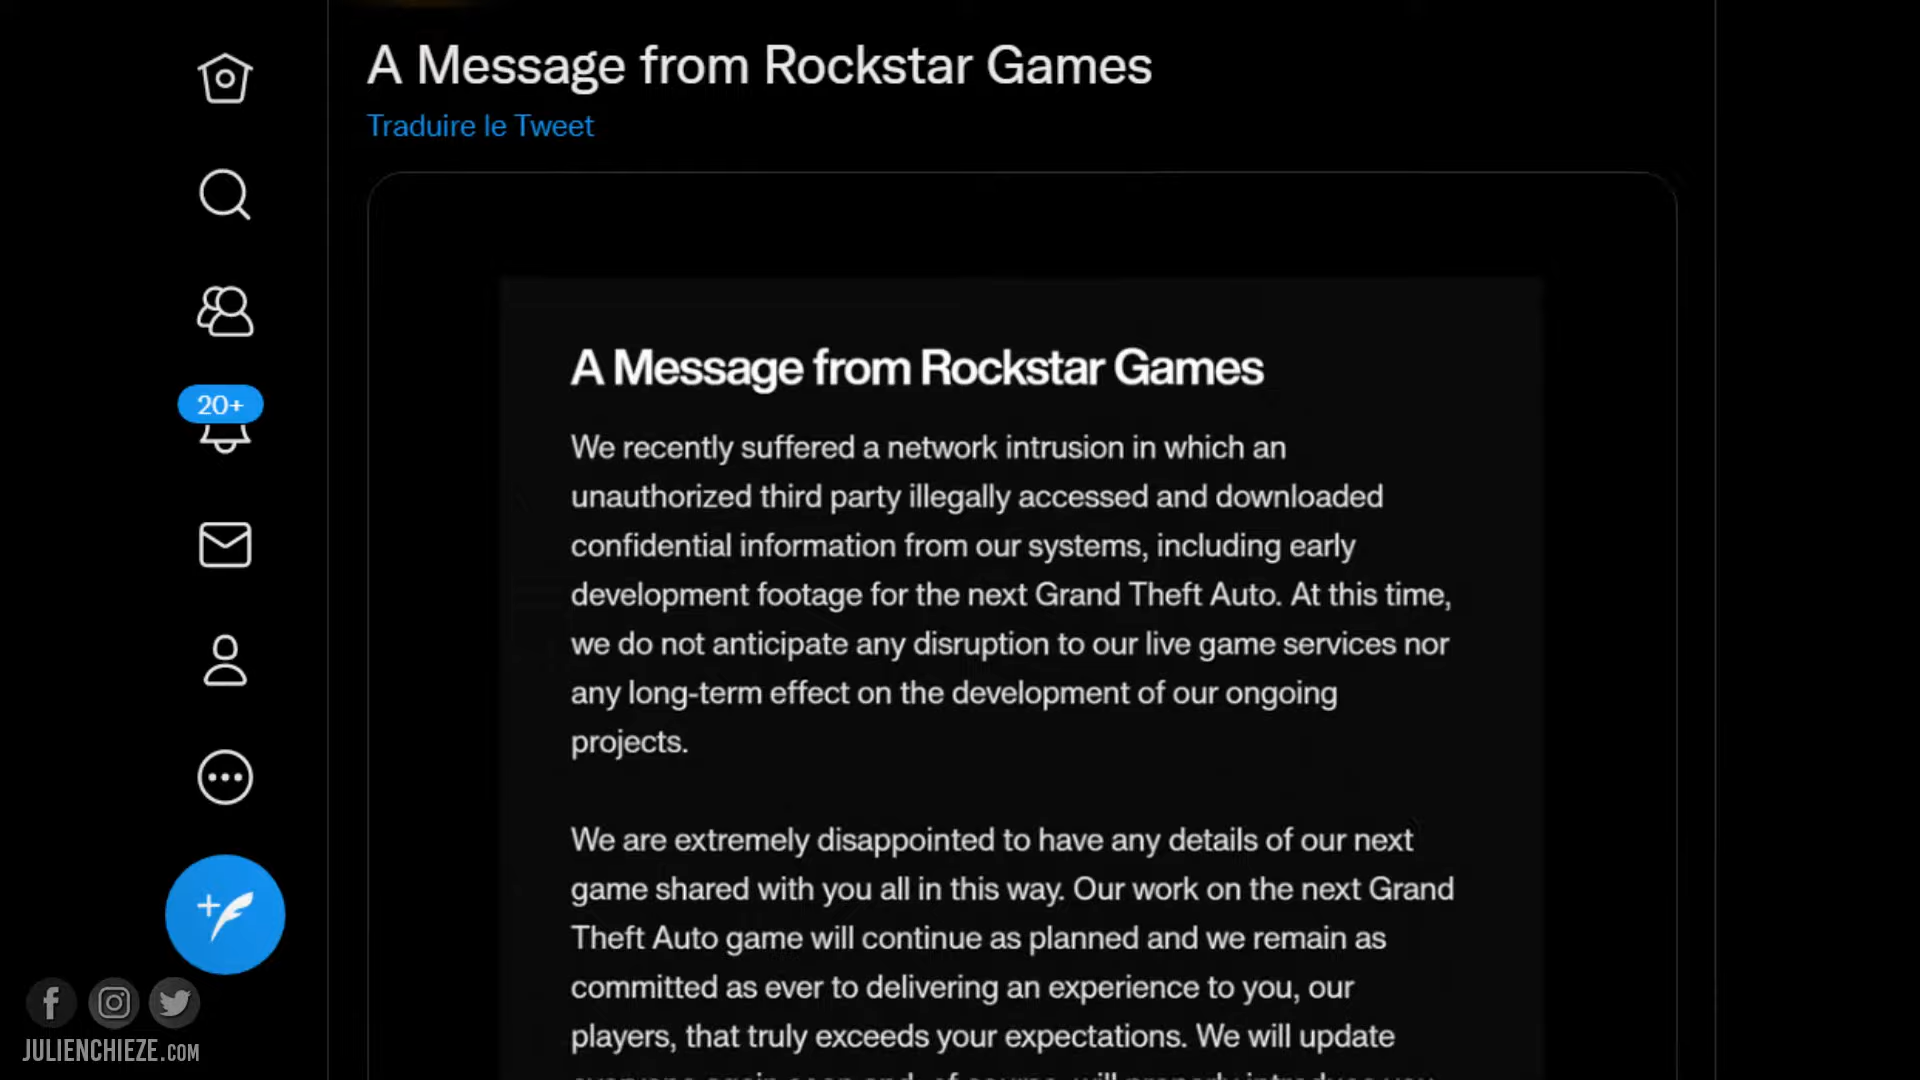 A Message from Rockstar Games
Traduire le Tweet
A Message from Rockstar Games
We recently suffered a network intrusion in which an
unauthorized third party illegally accessed and downloaded
confidential information from our systems, including early
development footage for the next Grand Theft Auto. At this time,
we do not anticipate any disruption to our live game services nor
any long-term effect on the development of our ongoing
projects.
We are extremely disappointed to have any details of our next
game shared with you all in this way. Our work on the next Grand
Theft Auto game will continue as planned and we remain as
committed as ever to delivering an experience to you, our
players, that truly exceeds your expectations. We will update
20+
JULIENCHIEZE.COM